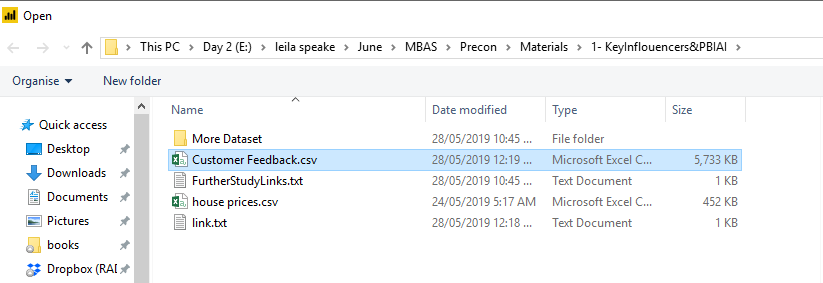 Open
This PC > Day 2 (E:) > leila speake > June > MBAS > Precon > Materials > 1- KeyInflouencers&PBIAI >
Organise New folder
Name Date modified Type Size
Quick access
Desktop
Downloads
Documents
Pictures
books
Dropbox (RAD
More Dataset 28/05/2019 10:45 ... File folder
Customer Feedback.csv 28/05/2019 12:19 ... Microsoft Excel C... 5,733 KB
FurtherStudyLinks.txt 28/05/2019 10:45 ... Text Document 1 KB
house prices.csv 24/05/2019 5:17 AM Microsoft Excel C... 452 KB
link.txt 28/05/2019 12:18 ... Text Document 1 KB